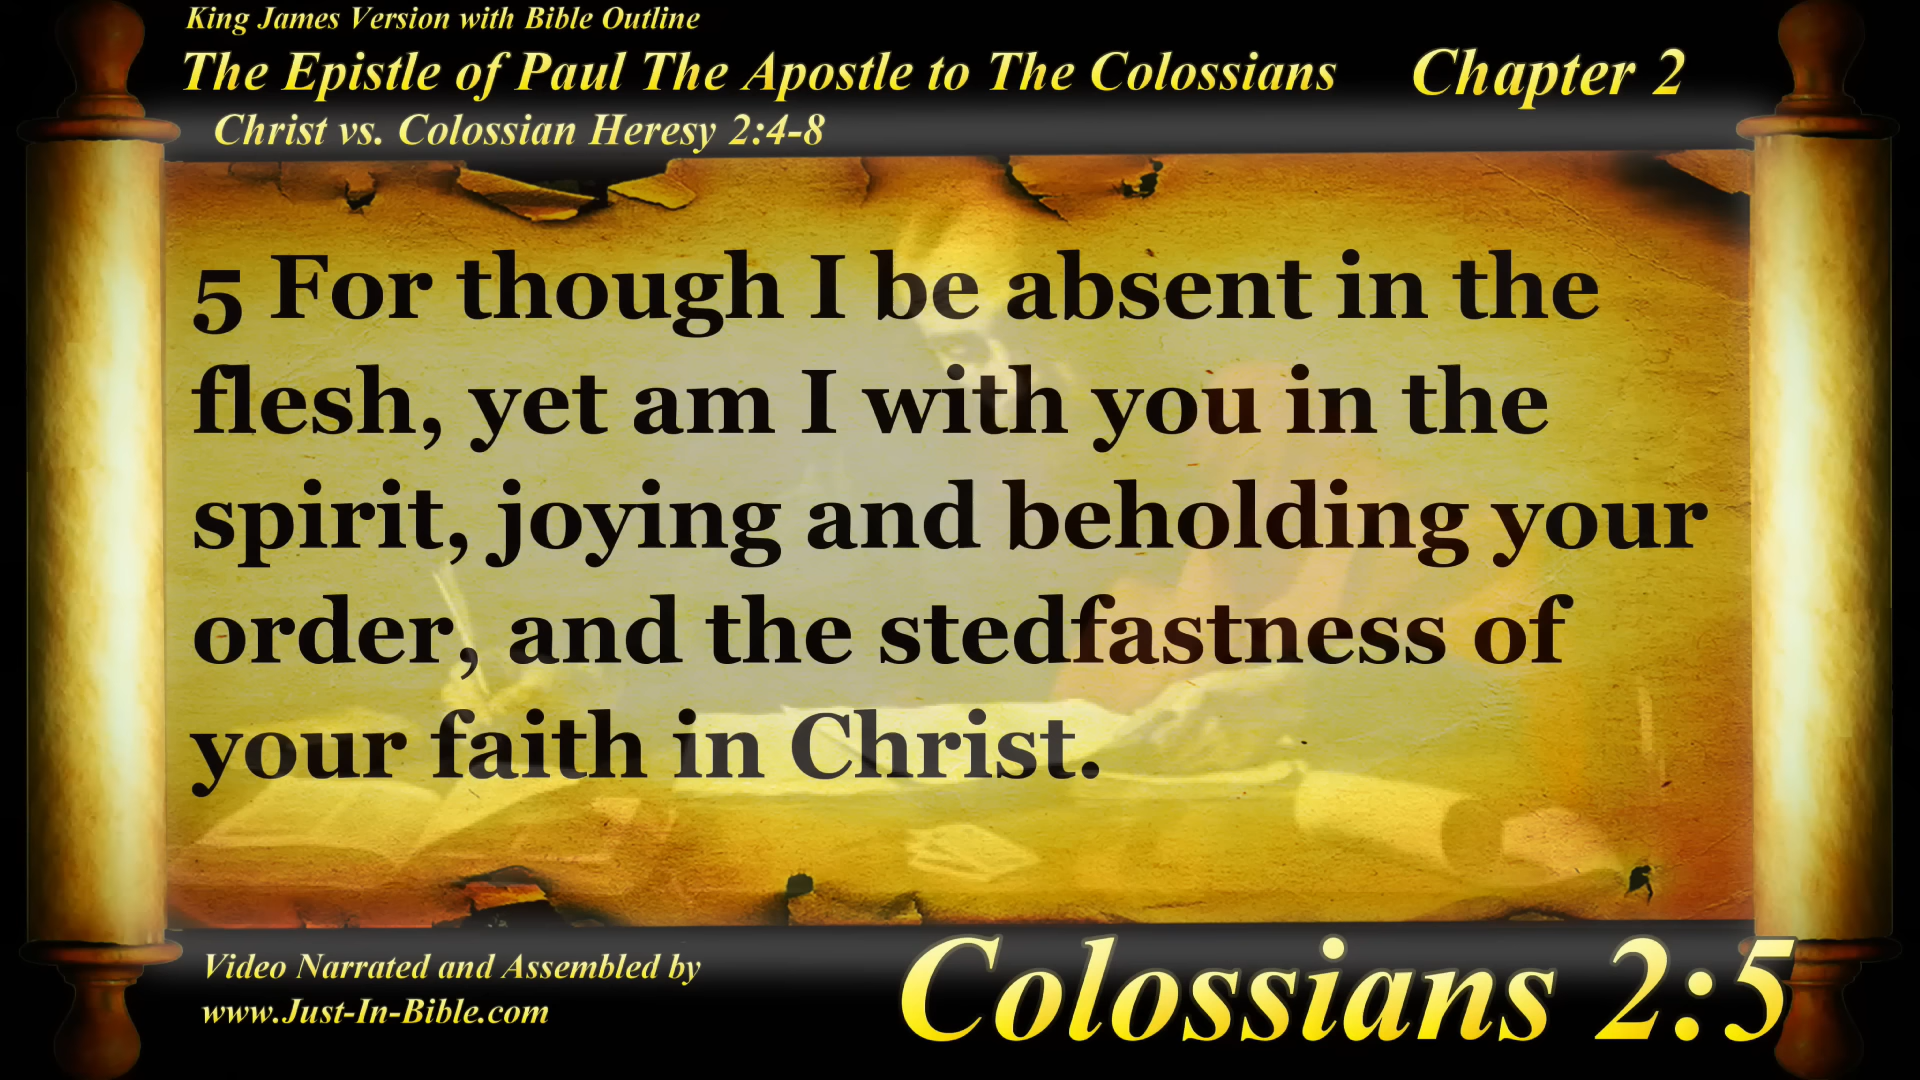 King James Version with Bible Outline
The Epistle of Paul The Apostle to The Colossians Chapter 2
Christ vs. Colossian Heresy 2:4-8
5 For though I be absent in the
flesh, yet am I with you in the
spirit, joying and beholding your
order, and the stedfastness of
your faith in Christ.
Video Narrated and Assembled by
www.Just-In-Bible.com
Colossians 2:5